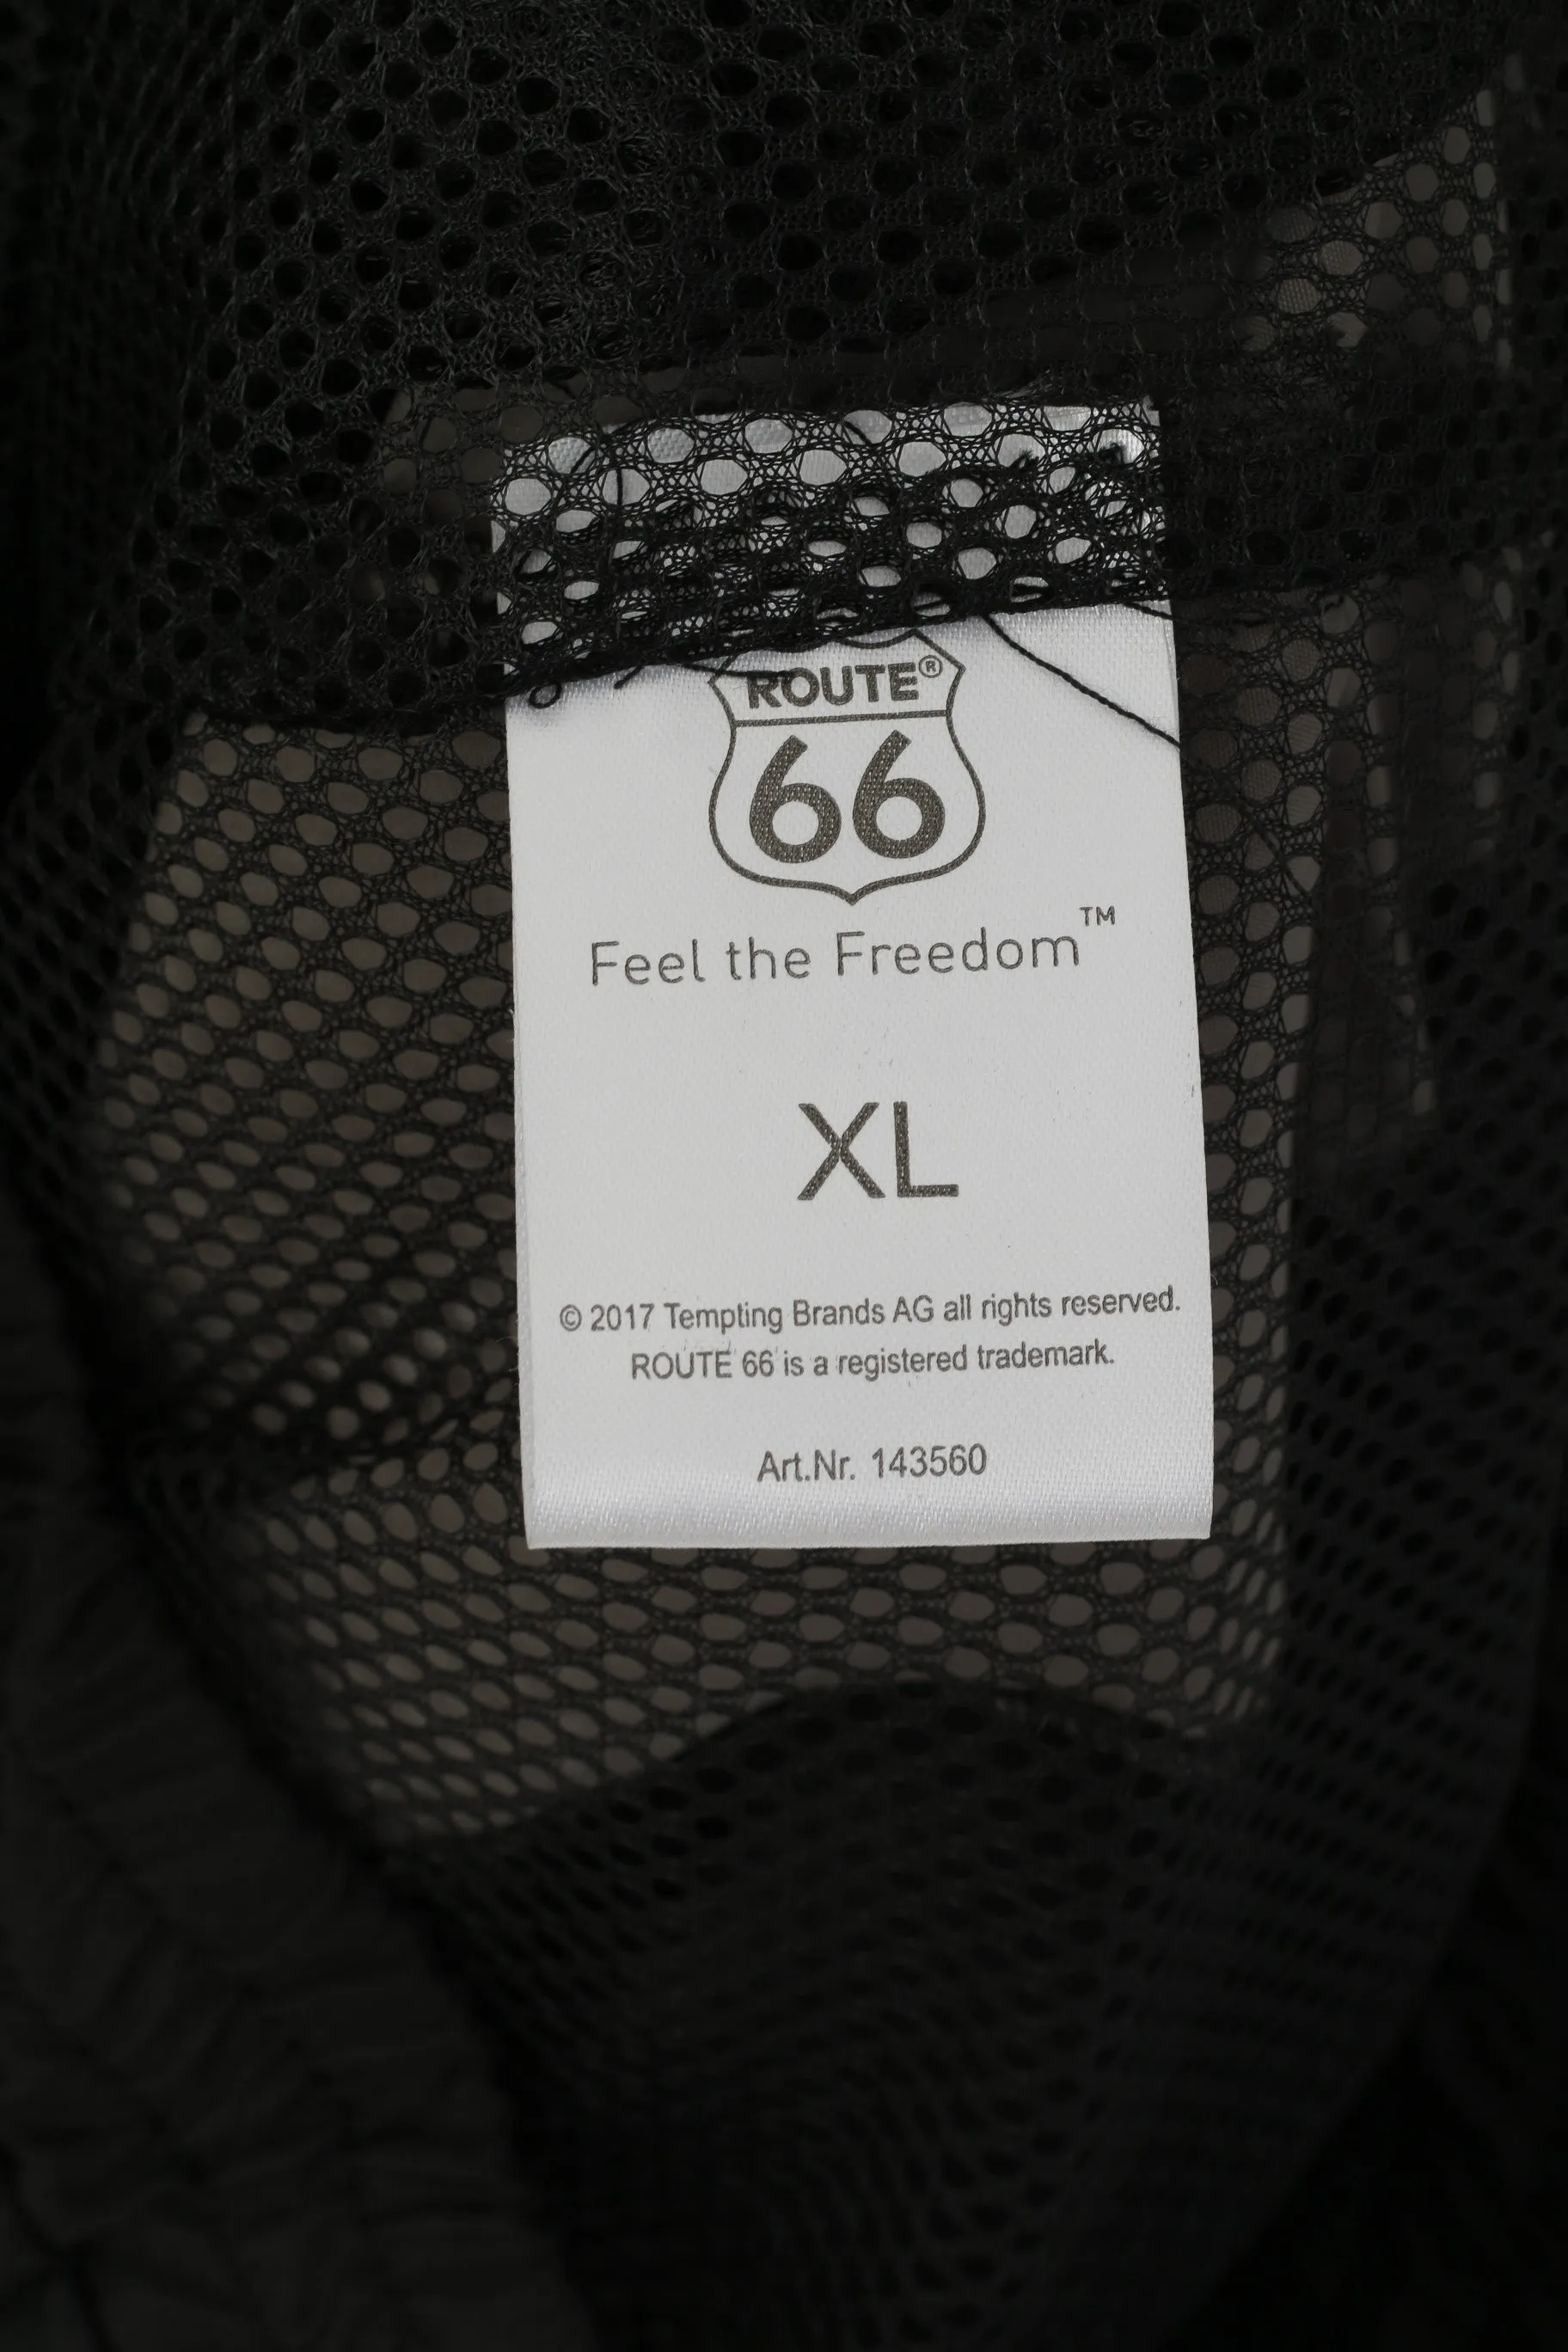 ROUTE®
66
Feel the Freedom™
XL
© 2017 Tempting Brands AG all rights reserved.
ROUTE 66 is a registered trademark.
Art.Nr. 143560